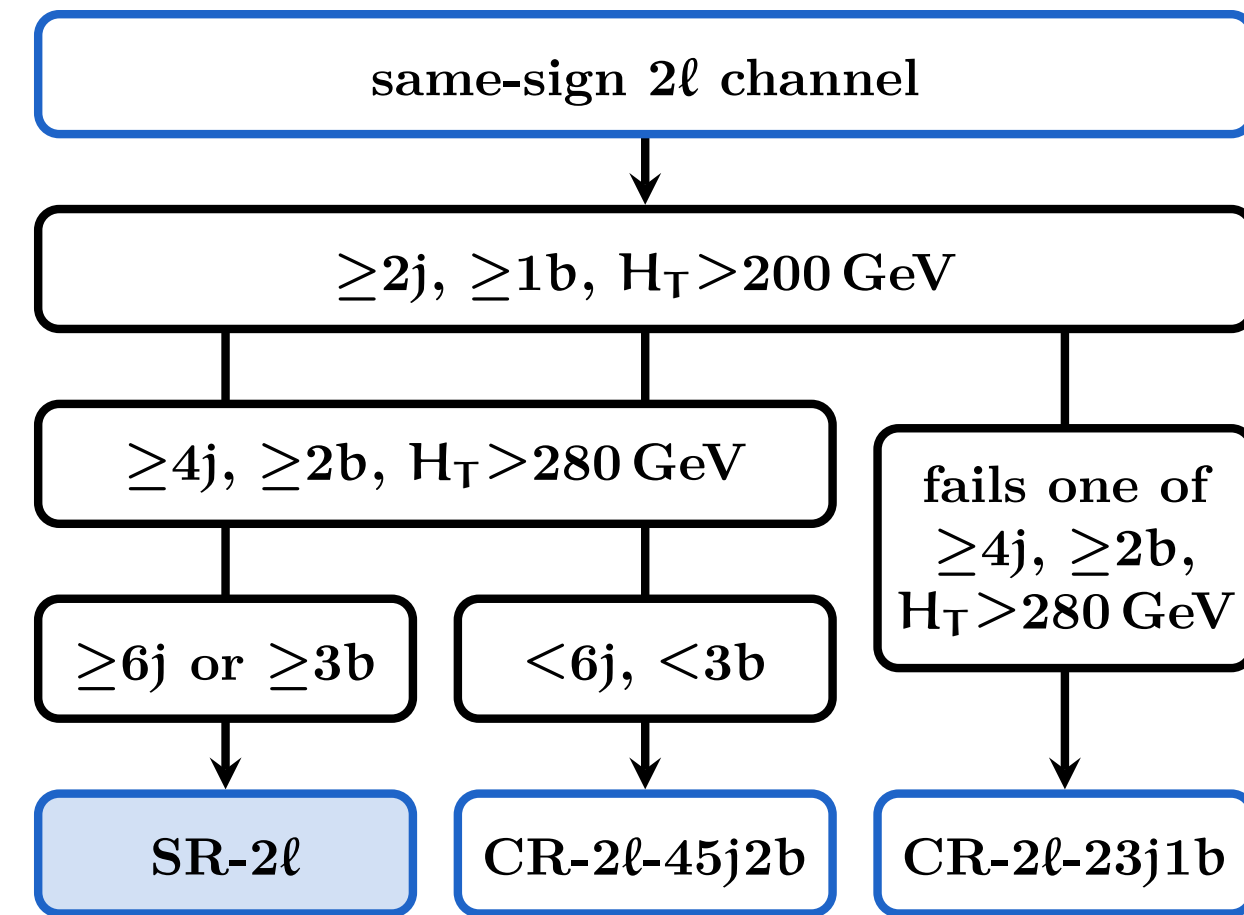 same-sign 2ℓ channel
≥2j, ≥1b, H_T>200 GeV
≥4j, ≥2b, H_T>280 GeV
fails one of
≥4j, ≥2b,
H_T>280 GeV
≥6j or ≥3b
<6j, <3b
SR-2ℓ
CR-2ℓ-45j2b
CR-2ℓ-23j1b